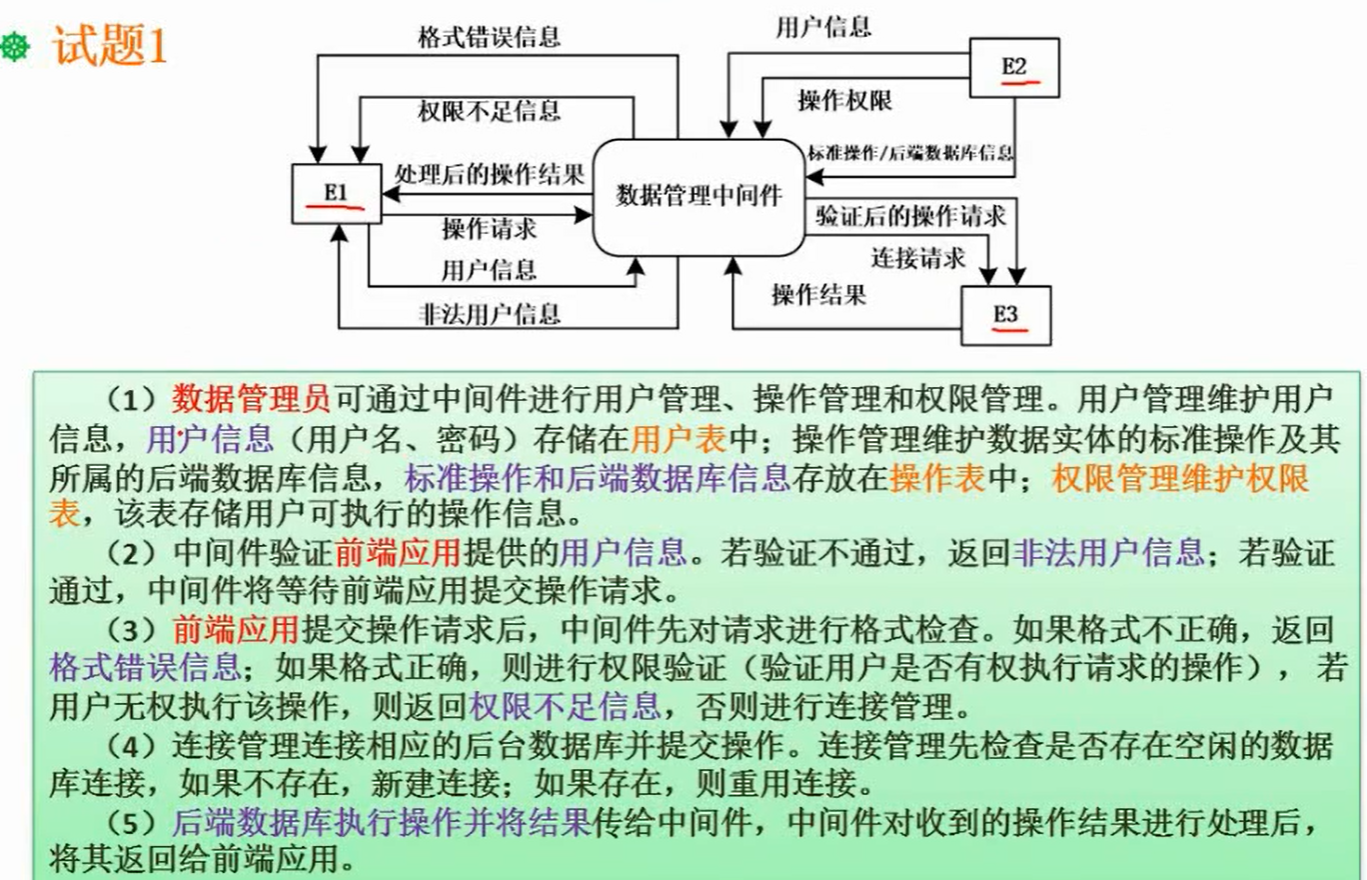 试题1
格式错误信息
用户信息
E2
操作权限
权限不足信息
标准操作/后端数据库信息
处理后的操作结果
E1
数据管理中间件
验证后的操作请求
操作请求
连接请求
用户信息
操作结果
非法用户信息
E3
（1）数据管理员可通过中间件进行用户管理、操作管理和权限管理。用户管理维护用户
信息，用户信息（用户名、密码）存储在用户表中；操作管理维护数据实体的标准操作及其
所属的后端数据库信息，标准操作和后端数据库信息存放在操作表中；权限管理维护权限
表，该表存储用户可执行的操作信息。
（2）中间件验证前端应用提供的用户信息。若验证不通过，返回非法用户信息；若验证
通过，中间件将等待前端应用提交操作请求。
（3）前端应用提交操作请求后，中间件先对请求进行格式检查。如果格式不正确，返回
格式错误信息；如果格式正确，则进行权限验证（验证用户是否有权执行请求的操作），若
用户无权执行该操作，则返回权限不足信息，否则进行连接管理。
（4）连接管理连接相应的后台数据库并提交操作。连接管理先检查是否存在空闲的数据
库连接，如果不存在，新建连接；如果存在，则重用连接。
（5）后端数据库执行操作并将结果传给中间件，中间件对收到的操作结果进行处理后，
将其返回给前端应用。